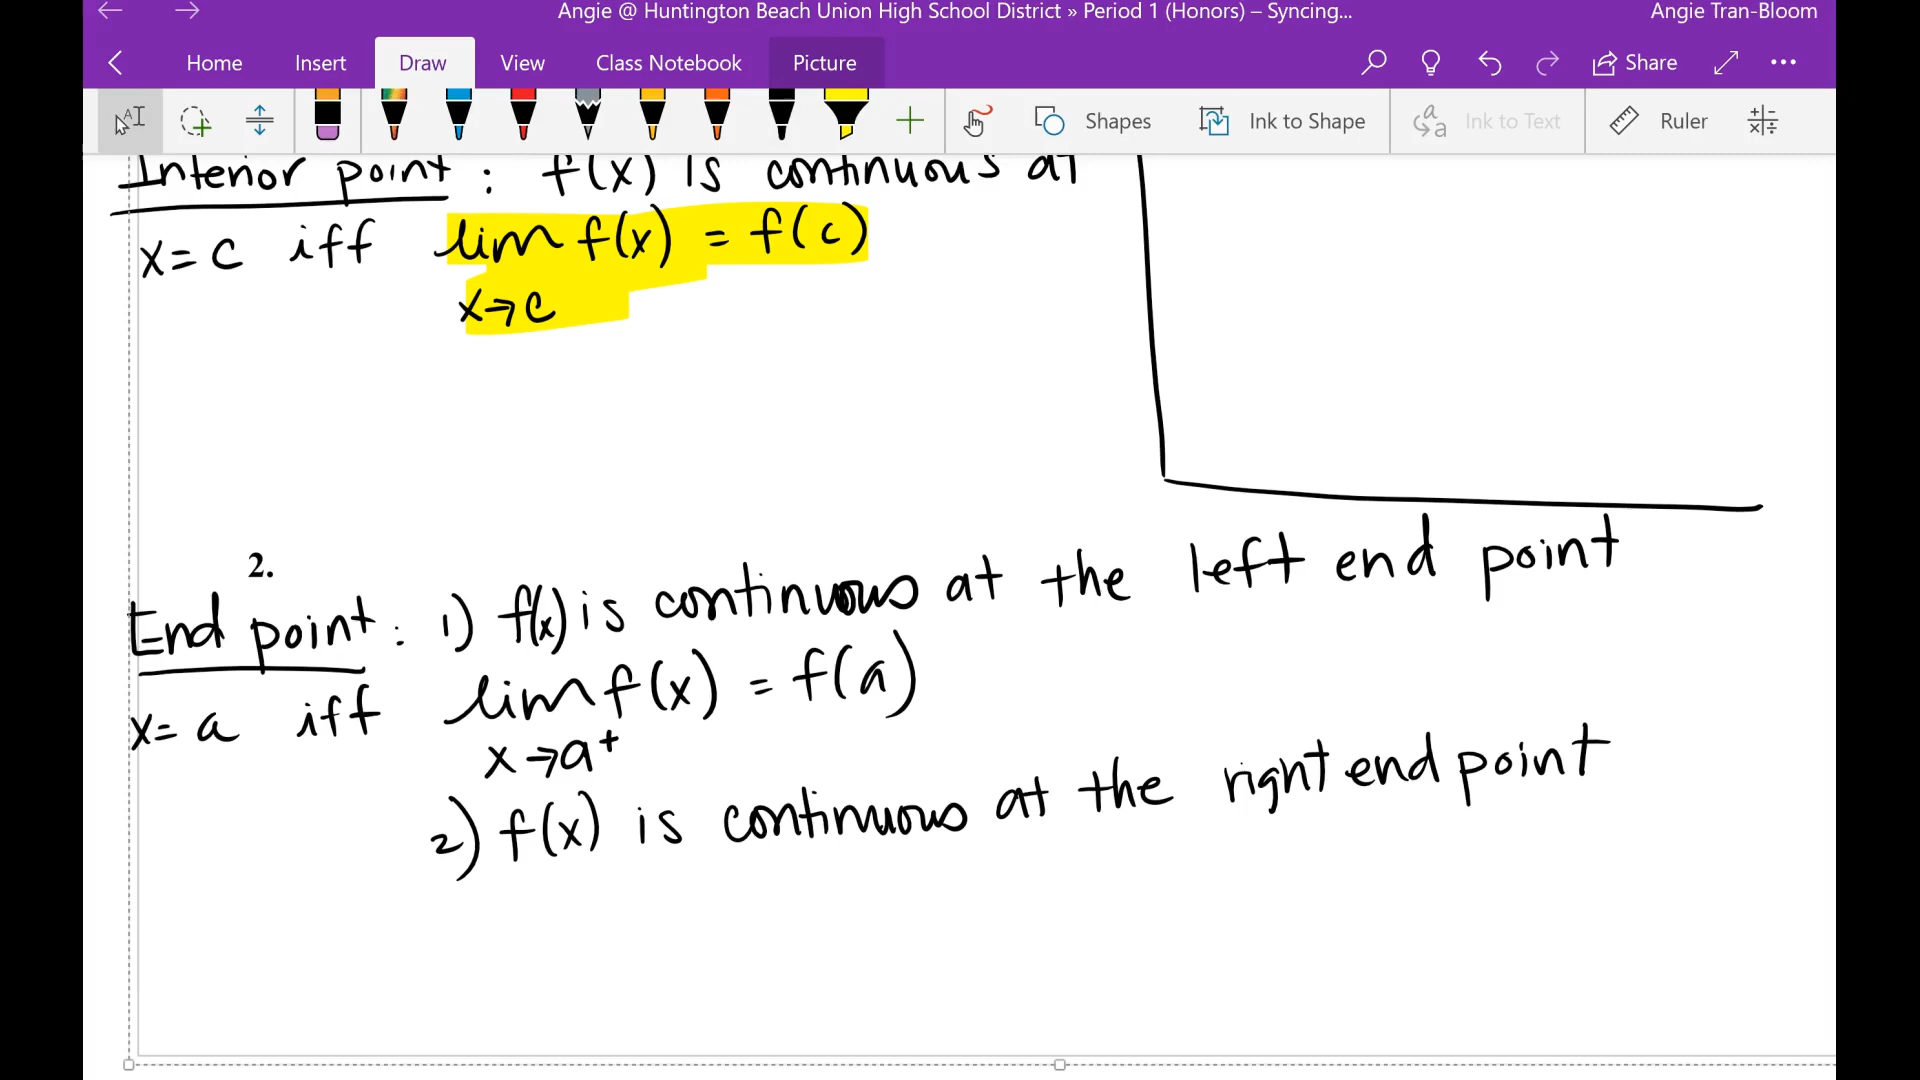 Angie @ Huntington Beach Union High School District » Period 1 (Honors) – Syncing...
Angie Tran-Bloom
Home Insert Draw View Class Notebook Picture Share
Shapes Ink to Shape Ink to Text Ruler
Interior point : f(x) is continuous at
x = c iff lim f(x) = f(c)
x→c
2.
End point : 1) f(x) is continuous at the left end point
x = a iff lim f(x) = f(a)
x→a+
2) f(x) is continuous at the right end point